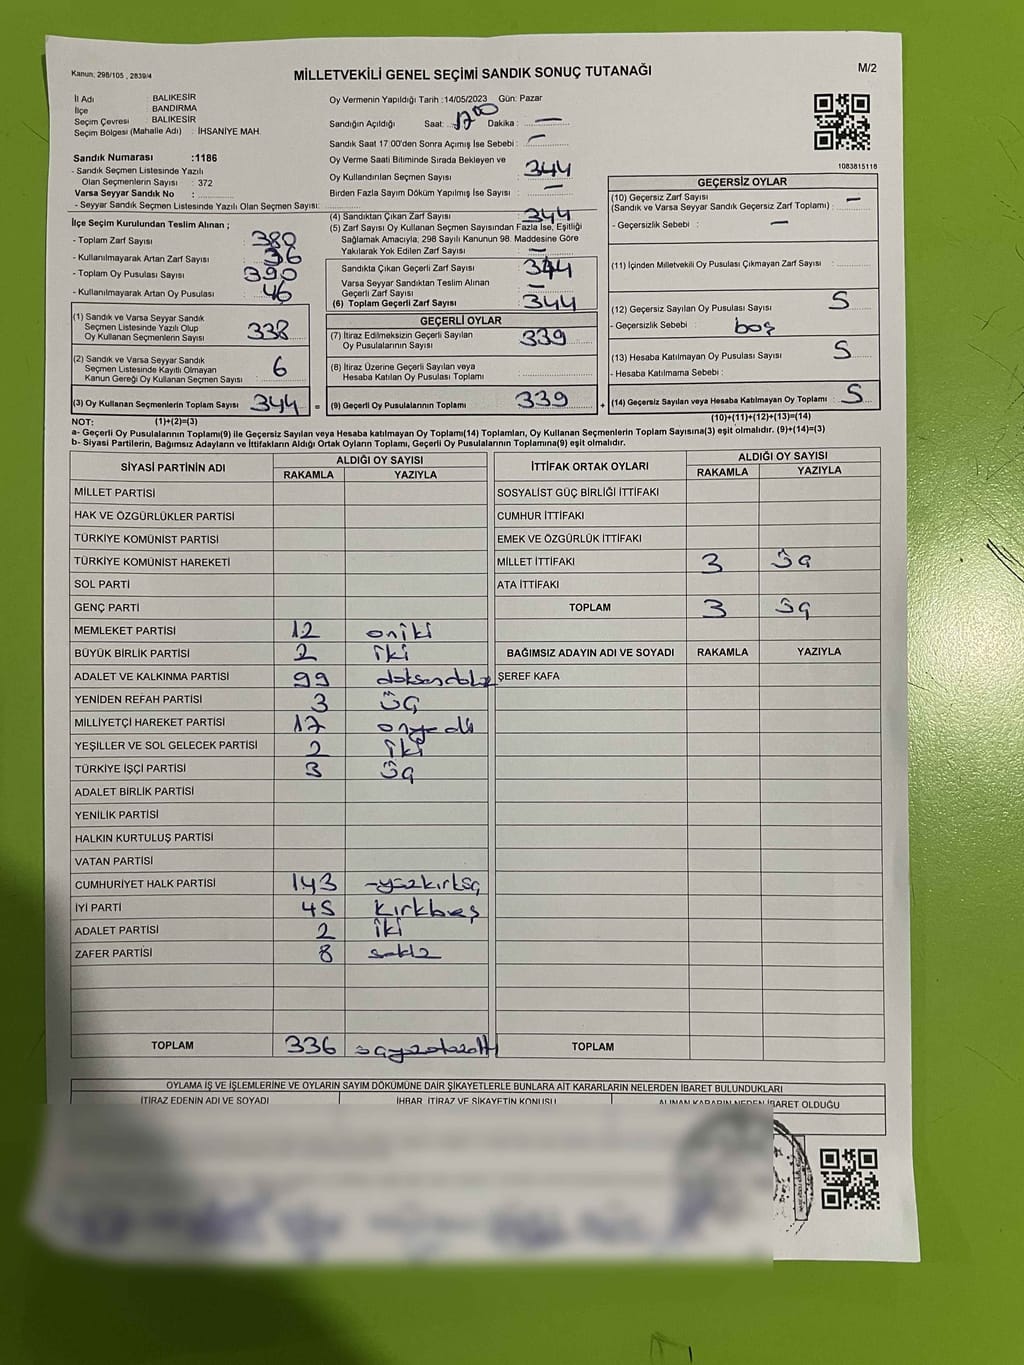 Kanun: 298/105 , 2839/4
MİLLETVEKİLİ GENEL SEÇİMİ SANDIK SONUÇ TUTANAĞI
M/2
İl Adı : BALIKESİR
İlçe : BANDIRMA
Seçim Çevresi : BALIKESİR
Seçim Bölgesi (Mahalle Adı) : İHSANİYE MAH.
Sandık Numarası :1186
- Sandık Seçmen Listesinde Yazılı
Olan Seçmenlerin Sayısı : 372
Varsa Seyyar Sandık No :
- Seyyar Sandık Seçmen Listesinde Yazılı Olan Seçmen Sayısı:
Oy Vermenin Yapıldığı Tarih :14/05/2023 Gün: Pazar
Sandığın Açıldığı Saat: 1700 Dakika : —
Sandık Saat 17:00'den Sonra Açımış İse Sebebi : —
Oy Verme Saati Bitiminde Sırada Bekleyen ve
Oy Kullandırılan Seçmen Sayısı : 344
Birden Fazla Sayım Döküm Yapılmış İse Sayısı : —
1083815118
İlçe Seçim Kurulundan Teslim Alınan ;
- Toplam Zarf Sayısı : 380
- Kullanılmayarak Artan Zarf Sayısı : 36
- Toplam Oy Pusulası Sayısı : 390
- Kullanılmayarak Artan Oy Pusulası : 46
(1) Sandık ve Varsa Seyyar Sandık
Seçmen Listesinde Yazılı Olup
Oy Kullanan Seçmenlerin Sayısı : 338
(2) Sandık ve Varsa Seyyar Sandık
Seçmen Listesinde Kayıtlı Olmayan
Kanun Gereği Oy Kullanan Seçmen Sayısı : 6
(3) Oy Kullanan Seçmenlerin Toplam Sayısı : 344
(4) Sandıktan Çıkan Zarf Sayısı : 344
(5) Zarf Sayısı Oy Kullanan Seçmen Sayısından Fazla İse, Eşitliği
Sağlamak Amacıyla; 298 Sayılı Kanunun 98. Maddesine Göre
Yakılarak Yok Edilen Zarf Sayısı : —
Sandıkta Çıkan Geçerli Zarf Sayısı : 344
Varsa Seyyar Sandıktan Teslim Alınan
Geçerli Zarf Sayısı : —
(6) Toplam Geçerli Zarf Sayısı : 344
GEÇERLİ OYLAR
(7) İtiraz Edilmeksizin Geçerli Sayılan
Oy Pusulalarının Sayısı : 339
(8) İtiraz Üzerine Geçerli Sayılan veya
Hesaba Katılan Oy Pusulası Toplamı :
= (9) Geçerli Oy Pusulalarının Toplamı : 339 +
GEÇERSİZ OYLAR
(10) Geçersiz Zarf Sayısı
(Sandık ve Varsa Seyyar Sandık Geçersiz Zarf Toplamı) : —
- Geçersizlik Sebebi : —
(11) İçinden Milletvekili Oy Pusulası Çıkmayan Zarf Sayısı :
(12) Geçersiz Sayılan Oy Pusulası Sayısı : 5
- Geçersizlik Sebebi : boş
(13) Hesaba Katılmayan Oy Pusulası Sayısı : 5
- Hesaba Katılmama Sebebi :
(14) Geçersiz Sayılan veya Hesaba Katılmayan Oy Toplamı : 5
NOT: (1)+(2)=(3) (10)+(11)+(12)+(13)=(14)
a- Geçerli Oy Pusulalarının Toplamı(9) ile Geçersiz Sayılan veya Hesaba katılmayan Oy Toplamı(14) Toplamları, Oy Kullanan Seçmenlerin Toplam Sayısına(3) eşit olmalıdır. (9)+(14)=(3)
b- Siyasi Partilerin, Bağımsız Adayların ve İttifakların Aldığı Ortak Oyların Toplamı, Geçerli Oy Pusulalarının Toplamına(9) eşit olmalıdır.
SİYASİ PARTİNİN ADI ALDIĞI OY SAYISI
RAKAMLA YAZIYLA
MİLLET PARTİSİ
HAK VE ÖZGÜRLÜKLER PARTİSİ
TÜRKİYE KOMÜNİST PARTİSİ
TÜRKİYE KOMÜNİST HAREKETİ
SOL PARTİ
GENÇ PARTİ
MEMLEKET PARTİSİ 12 oniki
BÜYÜK BİRLİK PARTİSİ 2 iki
ADALET VE KALKINMA PARTİSİ 99 doksandokuz
YENİDEN REFAH PARTİSİ 3 üç
MİLLİYETÇİ HAREKET PARTİSİ 17 onyedi
YEŞİLLER VE SOL GELECEK PARTİSİ 2 iki
TÜRKİYE İŞÇİ PARTİSİ 3 üç
ADALET BİRLİK PARTİSİ
YENİLİK PARTİSİ
HALKIN KURTULUŞ PARTİSİ
VATAN PARTİSİ
CUMHURİYET HALK PARTİSİ 143 yüzkırküç
İYİ PARTİ 45 kırkbeş
ADALET PARTİSİ 2 iki
ZAFER PARTİSİ 8 sekiz
TOPLAM 336 üçyüzotuzaltı
İTTİFAK ORTAK OYLARI ALDIĞI OY SAYISI
RAKAMLA YAZIYLA
SOSYALİST GÜÇ BİRLİĞİ İTTİFAKI
CUMHUR İTTİFAKI
EMEK VE ÖZGÜRLÜK İTTİFAKI
MİLLET İTTİFAKI 3 üç
ATA İTTİFAKI
TOPLAM 3 üç
BAĞIMSIZ ADAYIN ADI VE SOYADI RAKAMLA YAZIYLA
ŞEREF KAFA
TOPLAM
OYLAMA İŞ VE İŞLEMLERİNE VE OYLARIN SAYIM DÖKÜMÜNE DAİR ŞİKAYETLERLE BUNLARA AİT KARARLARIN NELERDEN İBARET BULUNDUKLARI
İTİRAZ EDENİN ADI VE SOYADI İHBAR, İTİRAZ VE ŞİKAYETİN KONUSU ALINAN KARARIN NEDEN İBARET OLDUĞU